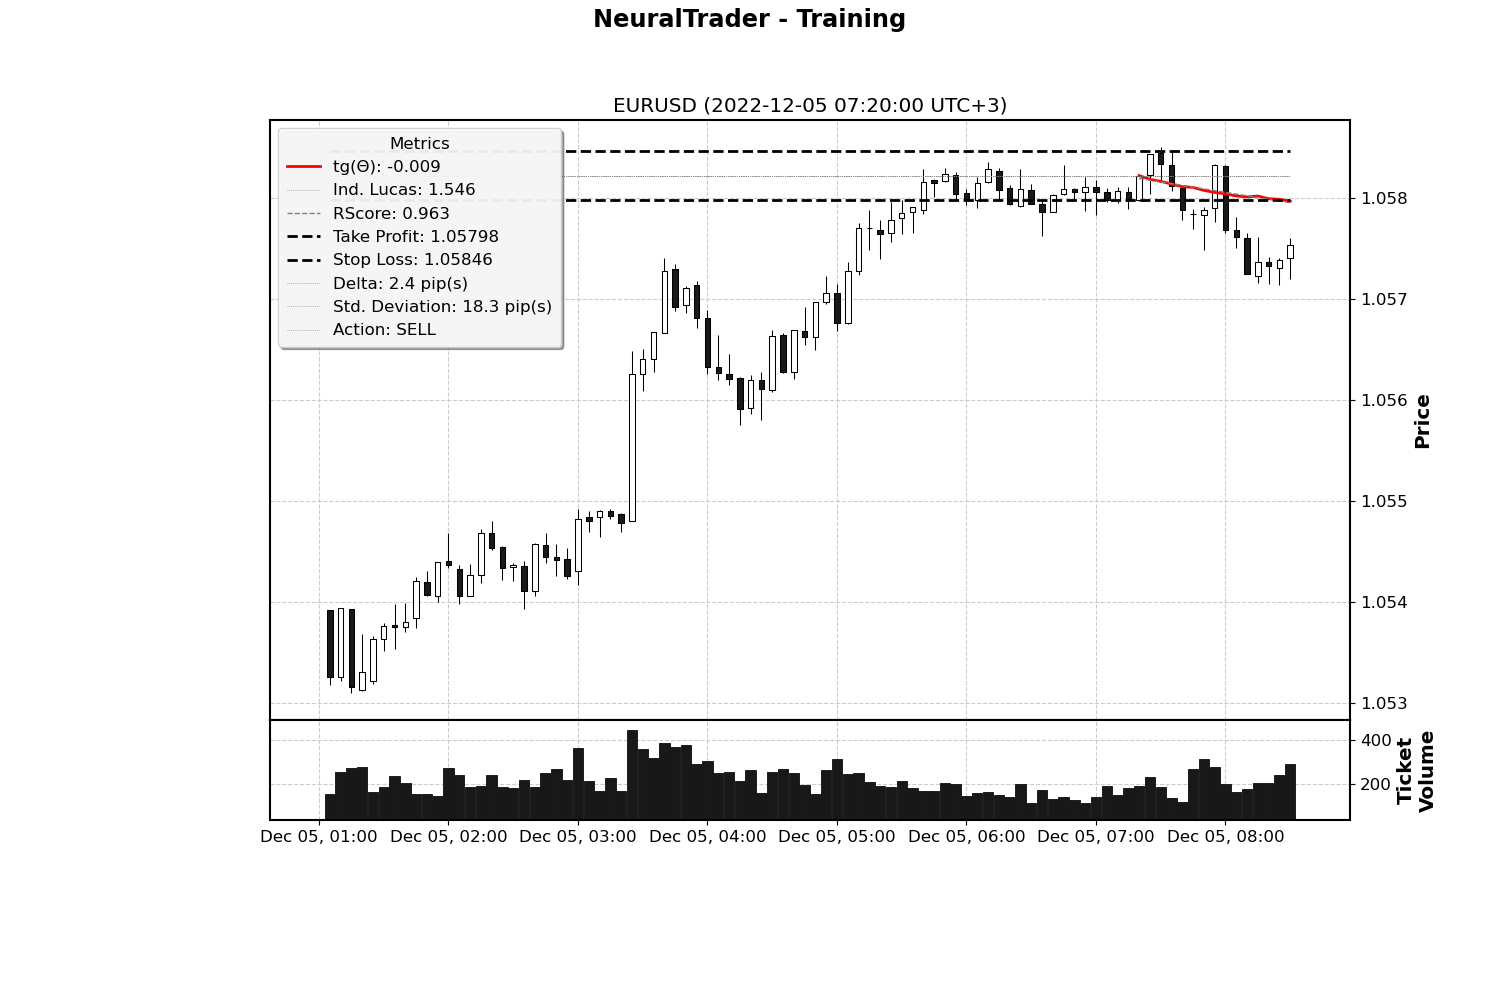 NeuralTrader - Training
EURUSD (2022-12-05 07:20:00 UTC+3)
Metrics
tg(Θ): -0.009
Ind. Lucas: 1.546
RScore: 0.963
Take Profit: 1.05798
Stop Loss: 1.05846
Delta: 2.4 pip(s)
Std. Deviation: 18.3 pip(s)
Action: SELL
1.058
1.057
1.056
1.055
1.054
1.053
Price
400
200
Ticket
Volume
Dec 05, 01:00
Dec 05, 02:00
Dec 05, 03:00
Dec 05, 04:00
Dec 05, 05:00
Dec 05, 06:00
Dec 05, 07:00
Dec 05, 08:00